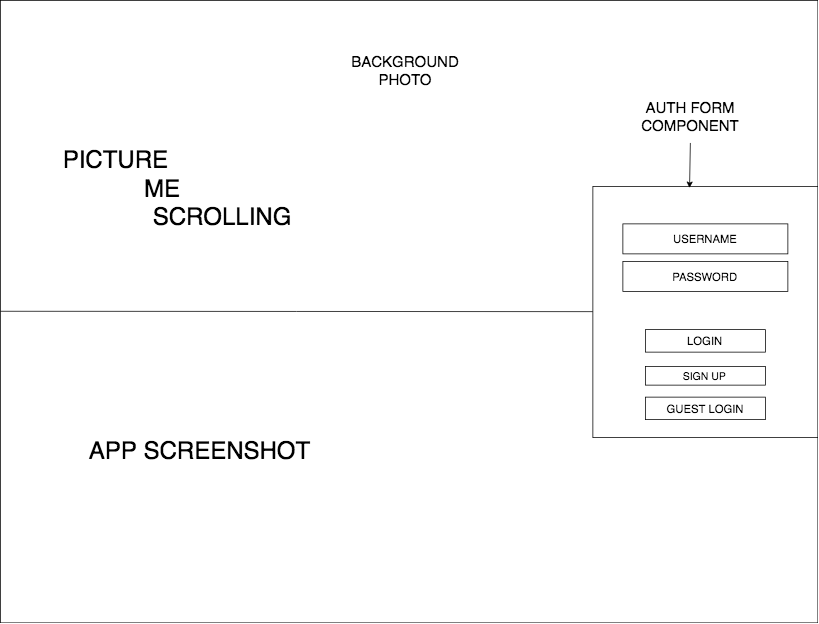 BACKGROUND
PHOTO
AUTH FORM
COMPONENT
PICTURE
ME
SCROLLING
USERNAME
PASSWORD
LOGIN
SIGN UP
GUEST LOGIN
APP SCREENSHOT